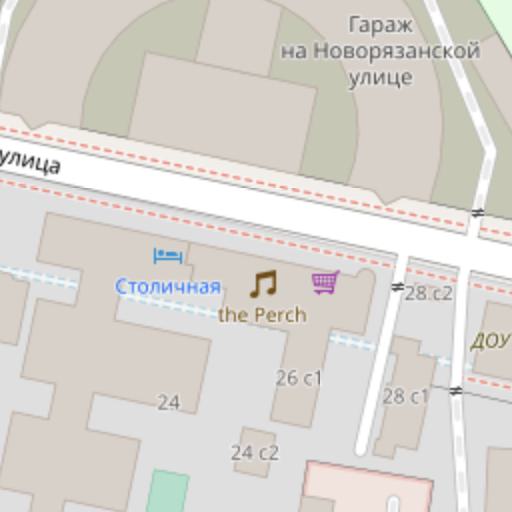 Гараж
на Новорязанской
улице
улица
Столичная
the Perch
28 с2
ДОУ
26 с1
28 с1
24
24 с2